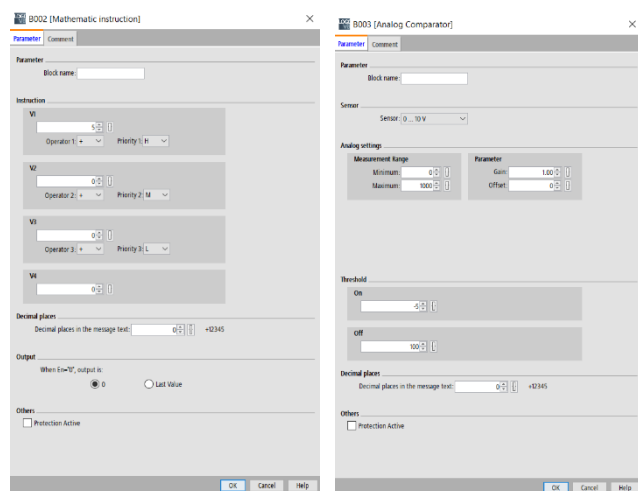 B002 [Mathematic instruction]
Parameter Comment
Parameter
Block name:
Instruction
V1
5
Operator 1: + Priority 1: H
V2
0
Operator 2: + Priority 2: M
V3
0
Operator 3: + Priority 3: L
V4
0
Decimal places
Decimal places in the message text: 0 +12345
Output
When En="0", output is:
0 Last Value
Others
Protection Active
OK Cancel Help
B003 [Analog Comparator]
Parameter Comment
Parameter
Block name:
Sensor
Sensor: 0 ... 10 V
Analog settings
Measurement Range Parameter
Minimum: 0 Gain: 1.00
Maximum: 1000 Offset: 0
Threshold
On
-5
Off
100
Decimal places
Decimal places in the message text: 0 +12345
Others
Protection Active
OK Cancel Help